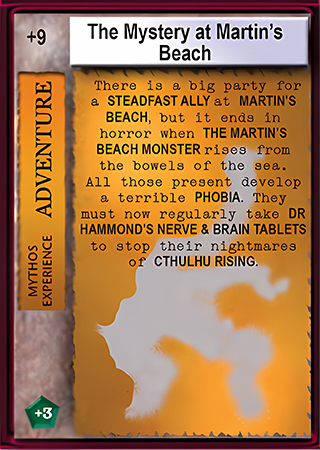 +9
The Mystery at Martin's
Beach
There is a big party for
a STEADFAST ALLY at MARTIN'S
BEACH, but it ends in
horror when THE MARTIN'S
BEACH MONSTER rises from
the bowels of the sea.
All those present develop
a terrible PHOBIA. They
must now regularly take DR
HAMMOND'S NERVE & BRAIN TABLETS
to stop their nightmares
of CTHULHU RISING.
MYTHOS
EXPERIENCE
ADVENTURE
+3